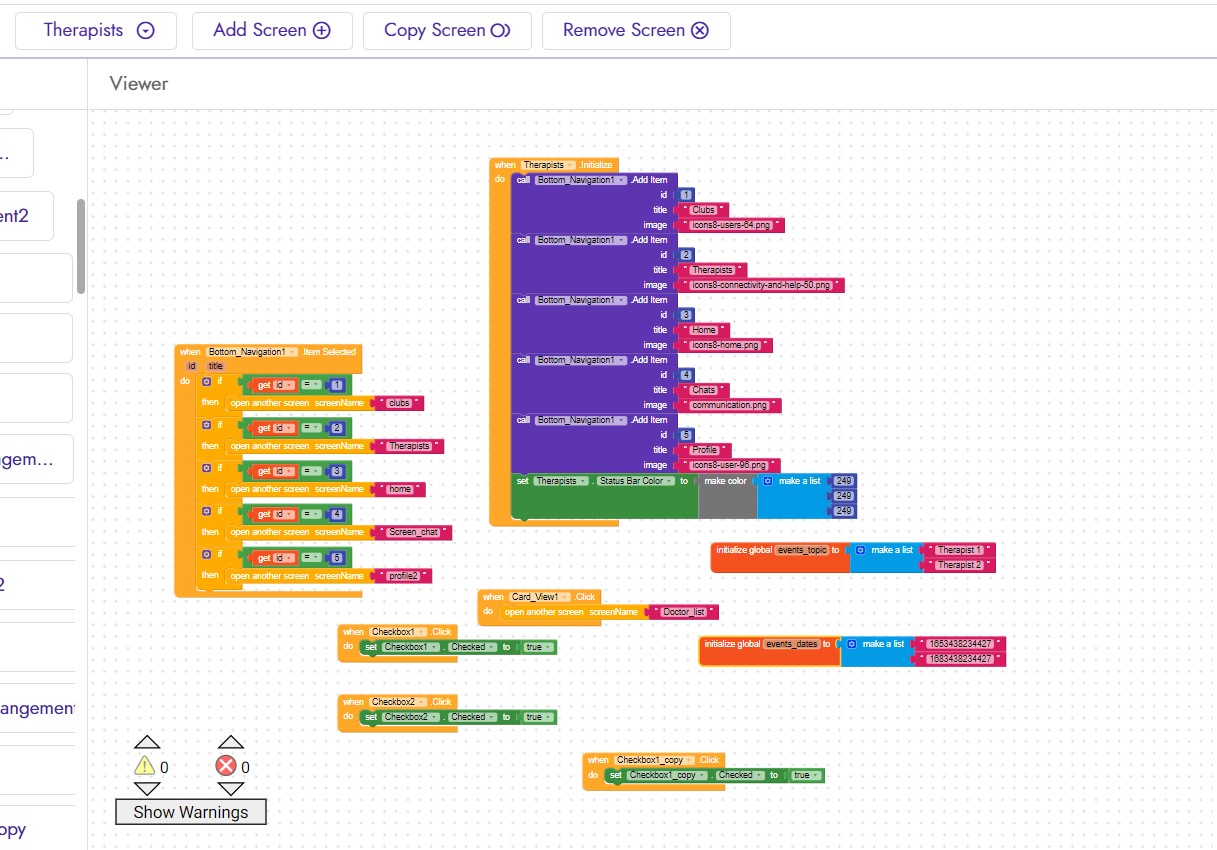 Therapists
Add Screen
Copy Screen
Remove Screen
Viewer
...
ent2
gem...
2
angement
opy
when Therapists .Initialize
do call Bottom_Navigation1 .Add Item
id 1
title " Clubs "
image " icons8-users-64.png "
call Bottom_Navigation1 .Add Item
id 2
title " Therapists "
image " icons8-connectivity-and-help-60.png "
call Bottom_Navigation1 .Add Item
id 3
title " Home "
image " icons8-home.png "
call Bottom_Navigation1 .Add Item
id 4
title " Chats "
image " communication.png "
call Bottom_Navigation1 .Add Item
id 5
title " Profile "
image " icons8-user-96.png "
set Therapists . Status Bar Color to make color make a list 249
249
249
when Bottom_Navigation1 .Item Selected
id title
do if get id = 1
then open another screen screenName " clubs "
if get id = 2
then open another screen screenName " Therapists "
if get id = 3
then open another screen screenName " home "
if get id = 4
then open another screen screenName " Screen_chat "
if get id = 5
then open another screen screenName " profile2 "
initialize global events_topic to make a list " Therapist 1 "
" Therapist 2 "
when Card_View1 .Click
do open another screen screenName " Doctor_list "
when Checkbox1 .Click
do set Checkbox1 . Checked to true
initialize global events_dates to make a list " 1653438234427 "
" 1683438234427 "
when Checkbox2 .Click
do set Checkbox2 . Checked to true
when Checkbox1_copy .Click
do set Checkbox1_copy . Checked to true
0 0
Show Warnings